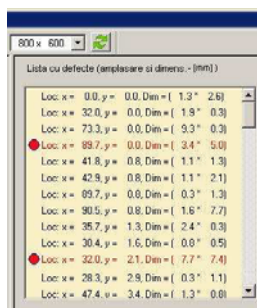 800 x 600
Lista cu defecte (amplasare si dimens. - [mm] )
Loc: x = 0.0, y = 0.0, Dim = ( 1.3 * 2.6)
Loc: x = 32.0, y = 0.0, Dim = ( 1.9 * 0.3)
Loc: x = 73.3, y = 0.0, Dim = ( 9.3 * 0.3)
Loc: x = 89.7, y = 0.0, Dim = ( 3.4 * 5.0)
Loc: x = 41.8, y = 0.8, Dim = ( 1.1 * 1.3)
Loc: x = 42.9, y = 0.8, Dim = ( 1.1 * 2.1)
Loc: x = 89.7, y = 0.8, Dim = ( 0.3 * 1.3)
Loc: x = 90.5, y = 0.8, Dim = ( 1.6 * 7.7)
Loc: x = 35.7, y = 1.3, Dim = ( 2.4 * 0.3)
Loc: x = 30.4, y = 1.6, Dim = ( 0.8 * 0.5)
Loc: x = 32.0, y = 2.1, Dim = ( 7.7 * 7.4)
Loc: x = 28.3, y = 2.9, Dim = ( 0.3 * 1.1)
Loc: x = 47.4, y = 3.4, Dim = ( 1.3 * 0.8)